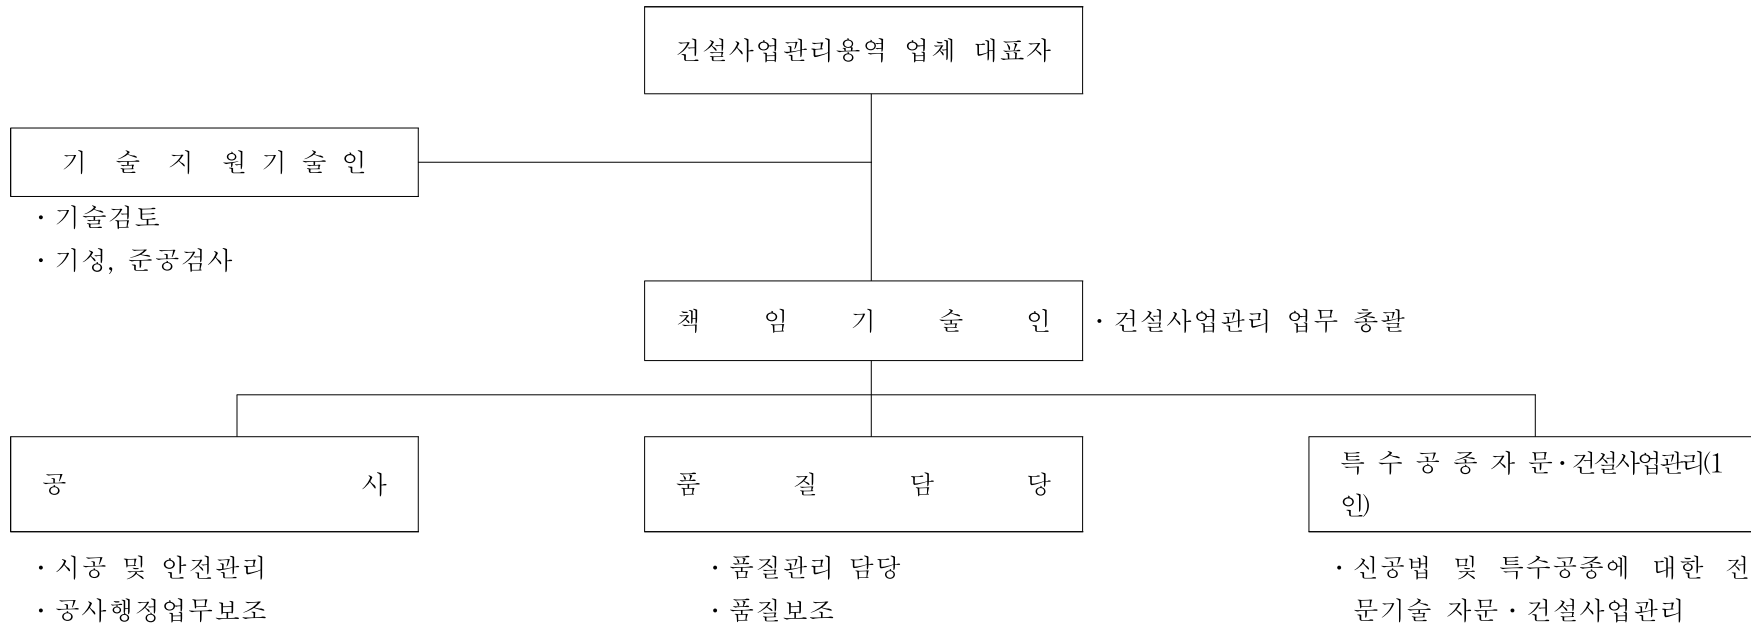 건설사업관리용역 업체 대표자
기 술 지 원 기 술 인
· 기술검토
· 기성, 준공검사
책 임 기 술 인
· 건설사업관리 업무 총괄
공 사
· 시공 및 안전관리
· 공사행정업무보조
품 질 담 당
· 품질관리 담당
· 품질보조
특 수 공 종 자 문·건설사업관리(1
인)
· 신공법 및 특수공종에 대한 전
문기술 자문·건설사업관리